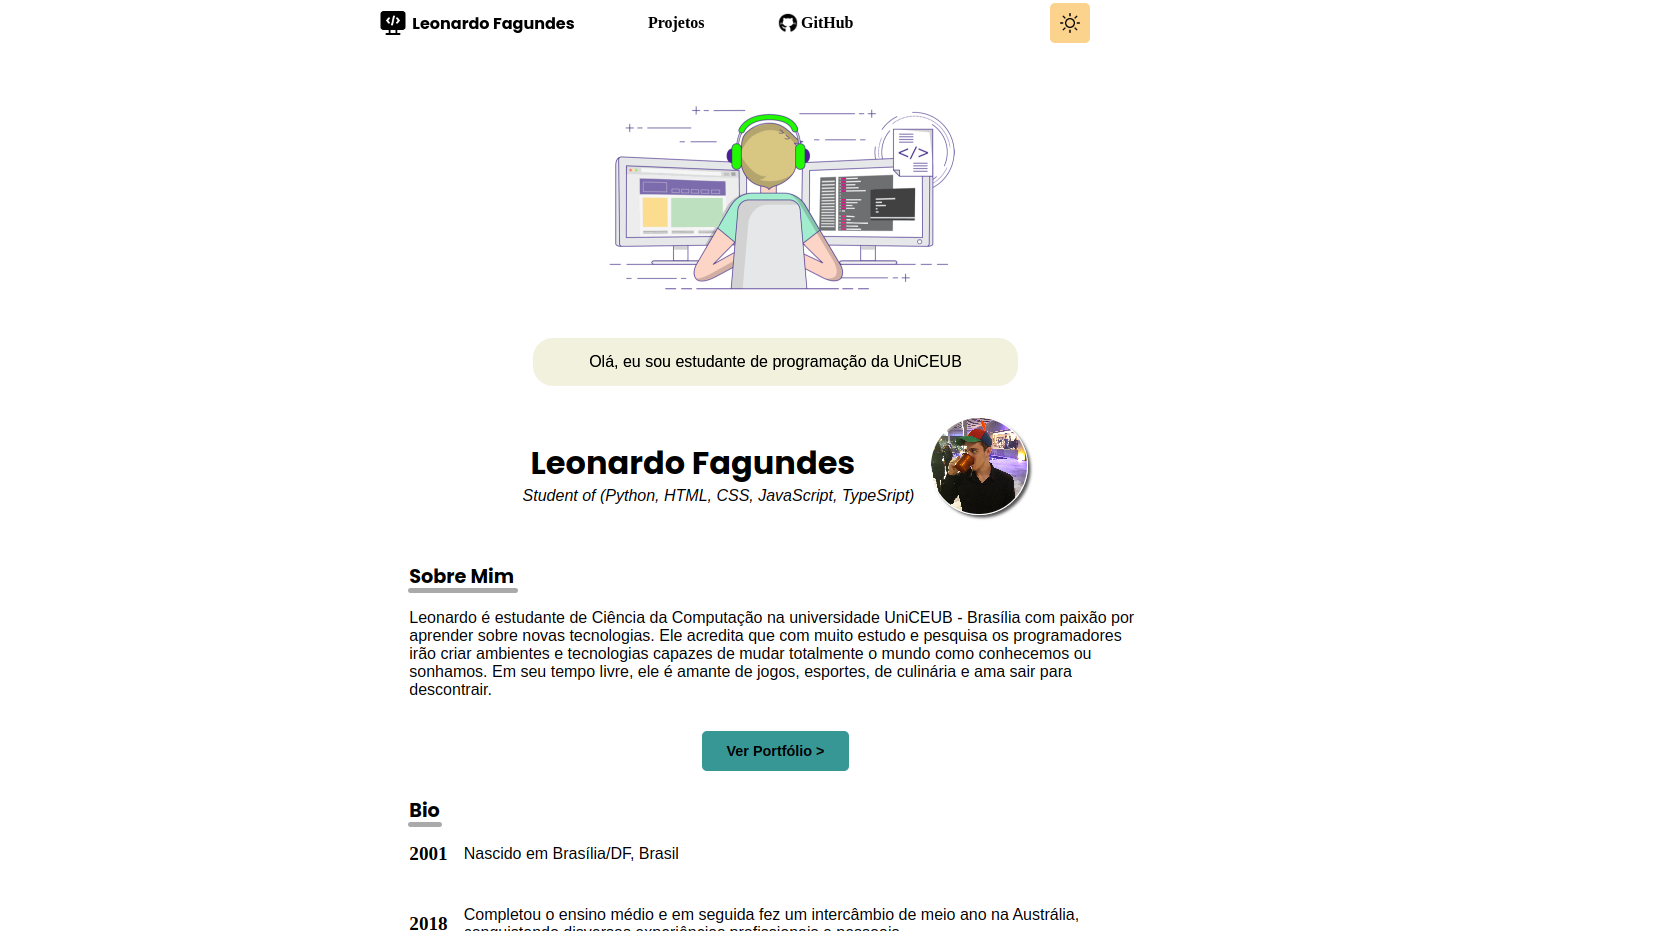 Leonardo Fagundes Projetos GitHub
</>
Olá, eu sou estudante de programação da UniCEUB
Leonardo Fagundes
Student of (Python, HTML, CSS, JavaScript, TypeSript)
Sobre Mim
Leonardo é estudante de Ciência da Computação na universidade UniCEUB - Brasília com paixão por
aprender sobre novas tecnologias. Ele acredita que com muito estudo e pesquisa os programadores
irão criar ambientes e tecnologias capazes de mudar totalmente o mundo como conhecemos ou
sonhamos. Em seu tempo livre, ele é amante de jogos, esportes, de culinária e ama sair para
descontrair.
Ver Portfólio >
Bio
2001 Nascido em Brasília/DF, Brasil
2018 Completou o ensino médio e em seguida fez um intercâmbio de meio ano na Austrália,